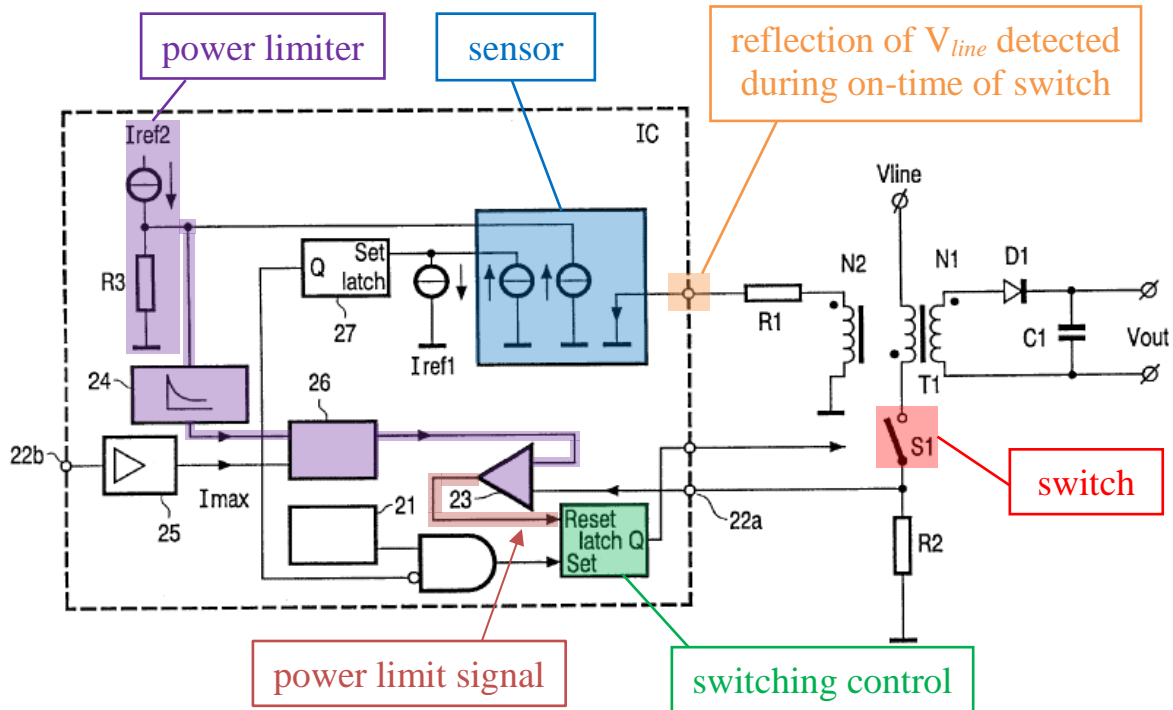 power limiter
sensor
reflection of Vline detected
during on-time of switch
Iref2
IC
Vline
R3
Q
Set
latch
27
Iref1
N2
N1
D1
R1
C1
Vout
T1
24
26
S1
switch
22b
25
Imax
23
21
22a
Reset
latch Q
Set
R2
power limit signal
switching control